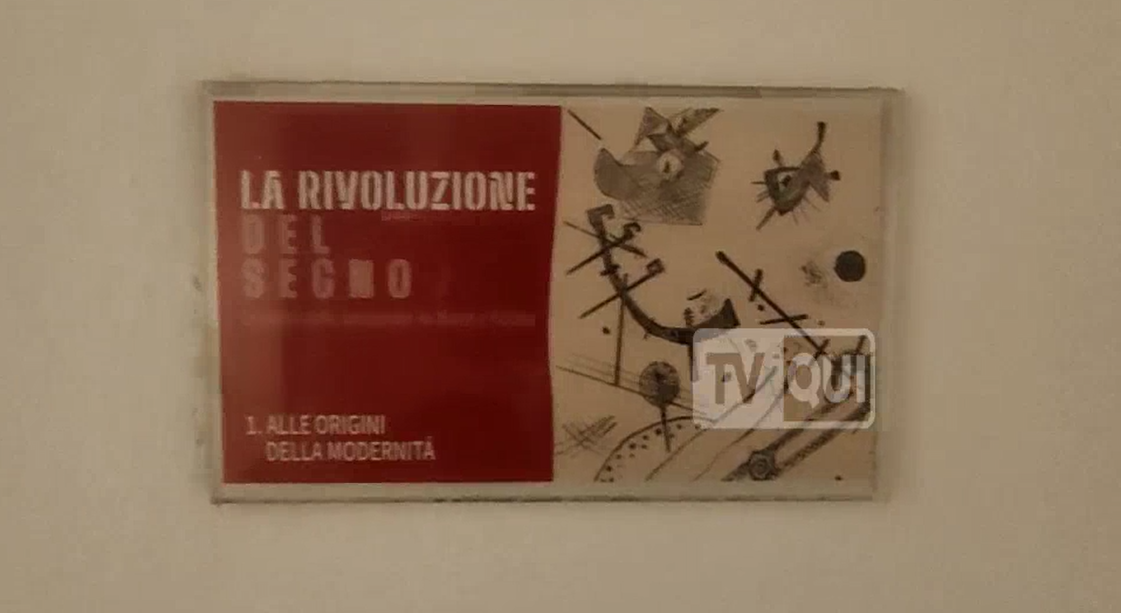 LA RIVOLUZIONE
DEL
SEGNO
1. ALLE ORIGINI
DELLA MODERNITÀ
TV QUI